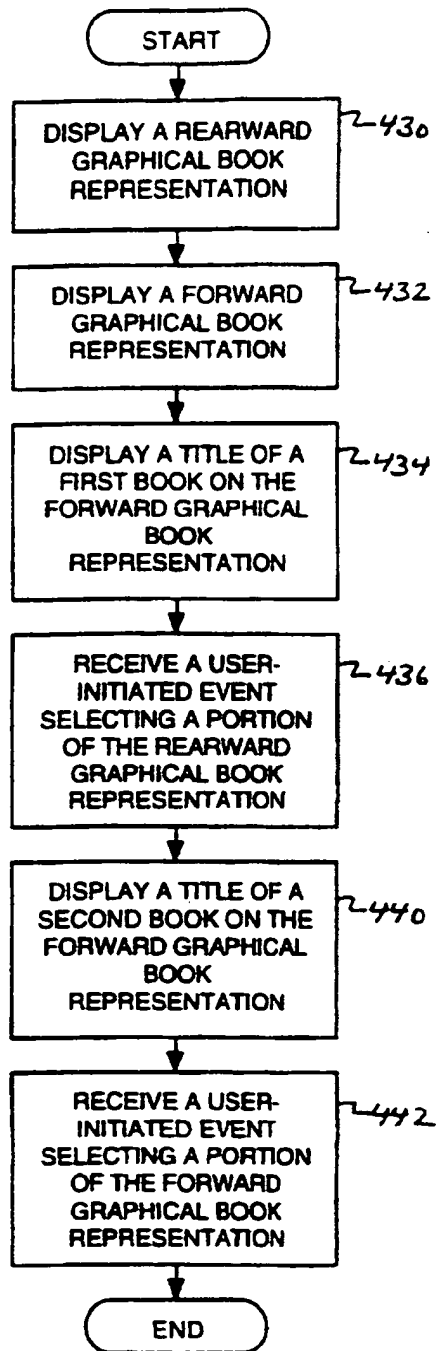 START
DISPLAY A REARWARD
GRAPHICAL BOOK
REPRESENTATION
430
DISPLAY A FORWARD
GRAPHICAL BOOK
REPRESENTATION
432
DISPLAY A TITLE OF A
FIRST BOOK ON THE
FORWARD GRAPHICAL
BOOK
REPRESENTATION
434
RECEIVE A USER-
INITIATED EVENT
SELECTING A PORTION
OF THE REARWARD
GRAPHICAL BOOK
REPRESENTATION
436
DISPLAY A TITLE OF A
SECOND BOOK ON THE
FORWARD GRAPHICAL
BOOK
REPRESENTATION
440
RECEIVE A USER-
INITIATED EVENT
SELECTING A PORTION
OF THE FORWARD
GRAPHICAL BOOK
REPRESENTATION
442
END